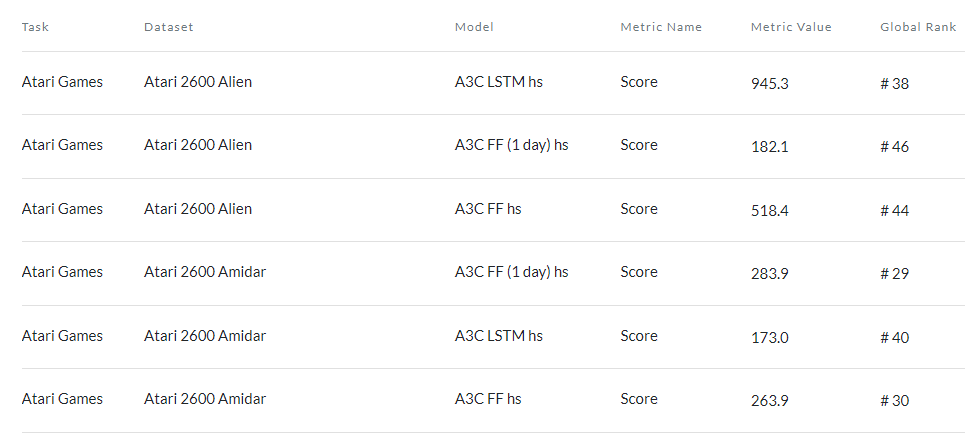 Task Dataset Model Metric Name Metric Value Global Rank
Atari Games Atari 2600 Alien A3C LSTM hs Score 945.3 # 38
Atari Games Atari 2600 Alien A3C FF (1 day) hs Score 182.1 # 46
Atari Games Atari 2600 Alien A3C FF hs Score 518.4 # 44
Atari Games Atari 2600 Amidar A3C FF (1 day) hs Score 283.9 # 29
Atari Games Atari 2600 Amidar A3C LSTM hs Score 173.0 # 40
Atari Games Atari 2600 Amidar A3C FF hs Score 263.9 # 30